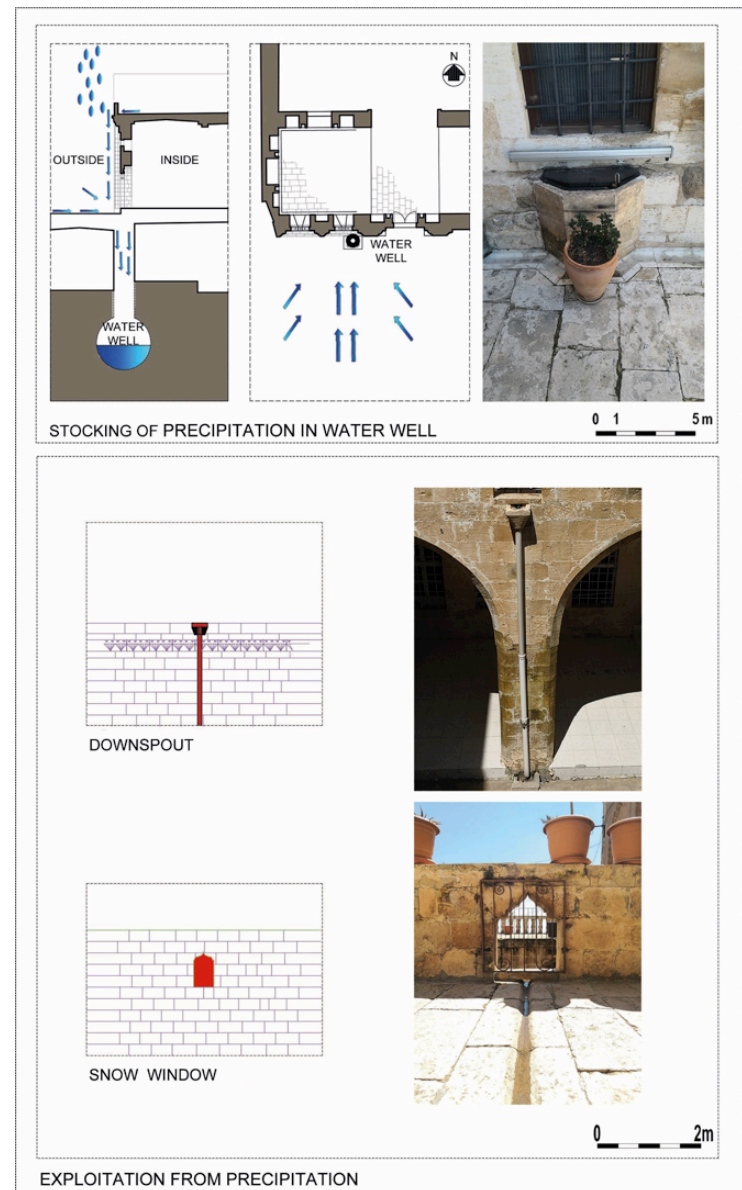 OUTSIDE
INSIDE
WATER
WELL
N
WATER
WELL
STOCKING OF PRECIPITATION IN WATER WELL
0 1 5 m
DOWNSPOUT
SNOW WINDOW
0 2m
EXPLOITATION FROM PRECIPITATION